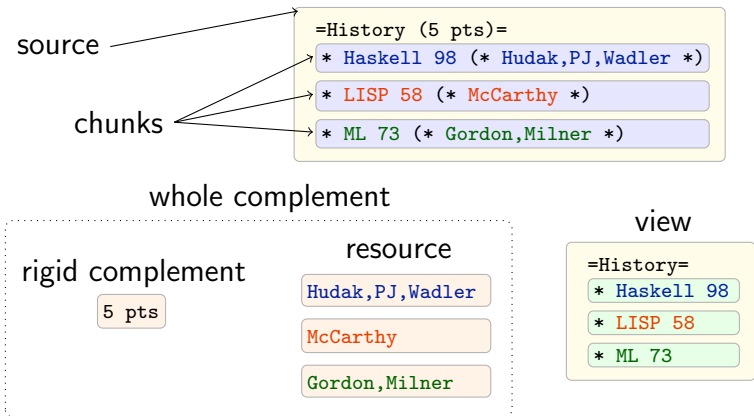 source
=History (5 pts)=
* Haskell 98 (* Hudak,PJ,Wadler *)
* LISP 58 (* McCarthy *)
chunks
* ML 73 (* Gordon,Milner *)
whole complement
rigid complement
5 pts
resource
Hudak,PJ,Wadler
McCarthy
Gordon,Milner
view
=History=
* Haskell 98
* LISP 58
* ML 73